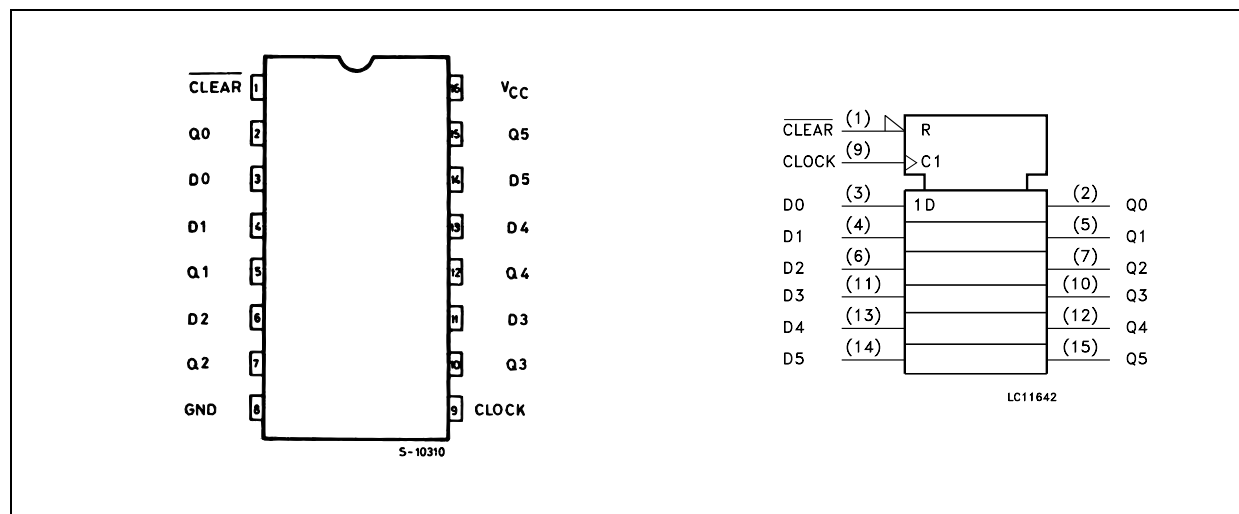 CLEAR 1 16 VCC
Q0 2 15 Q5
D0 3 14 D5
D1 4 13 D4
Q1 5 12 Q4
D2 6 11 D3
Q2 7 10 Q3
GND 8 9 CLOCK
S-10310
CLEAR (1) R
CLOCK (9) C1
D0 (3) 1D (2) Q0
D1 (4) (5) Q1
D2 (6) (7) Q2
D3 (11) (10) Q3
D4 (13) (12) Q4
D5 (14) (15) Q5
LC11642